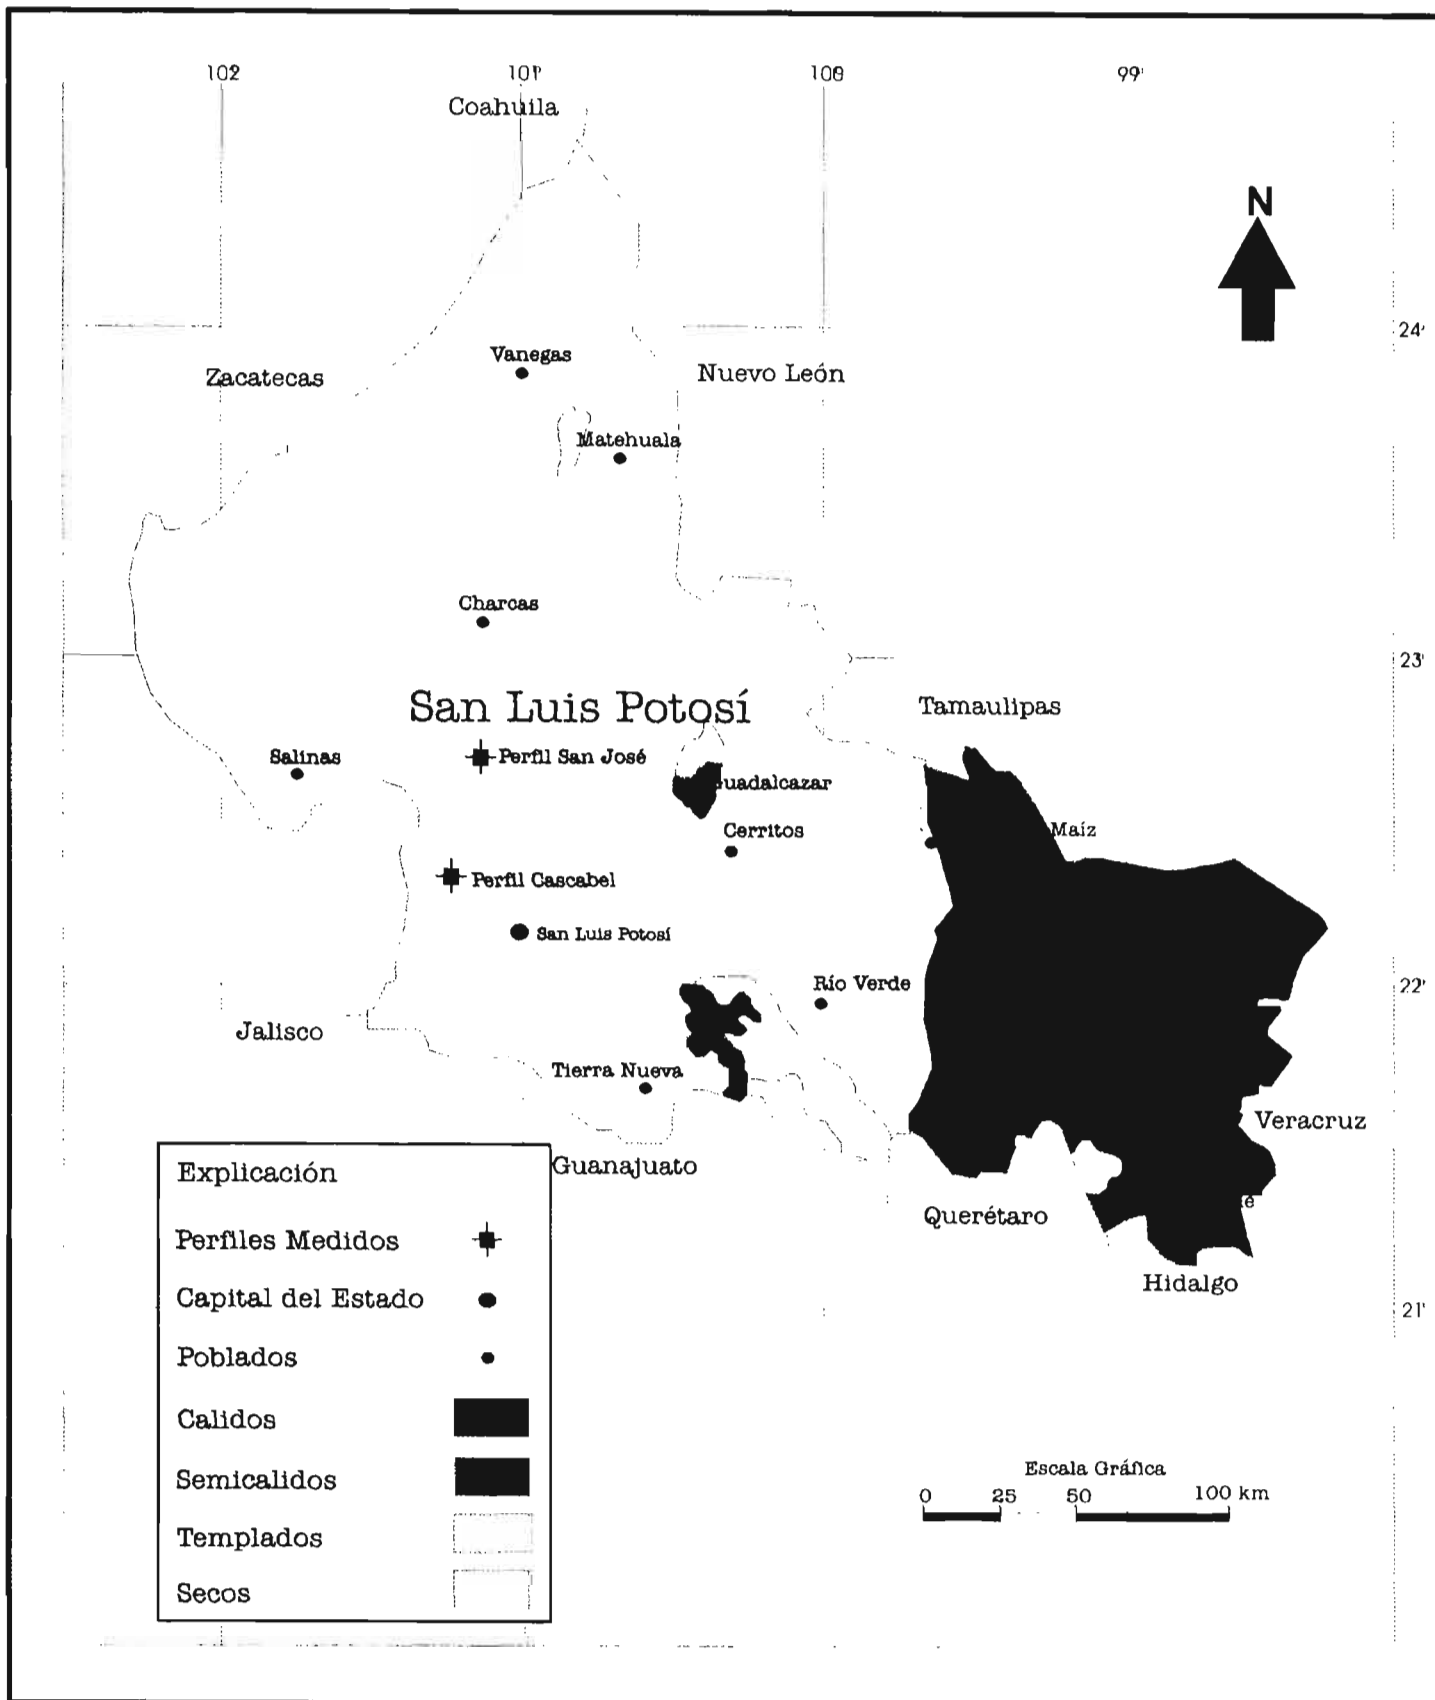 102 101° 100 99'
Coahuila
N
24'
Vanegas
Zacatecas
Nuevo León
Matehuala
Charcas
23'
San Luis Potosí
Tamaulipas
Salinas
Perfil San José
uadalcazar
Cerritos
Maíz
Perfil Cascabel
San Luis Potosí
Río Verde
22'
Jalisco
Tierra Nueva
Veracruz
Guanajuato
Querétaro
Hidalgo
21'
Explicación
Perfiles Medidos
Capital del Estado
Poblados
Calidos
Semicalidos
Templados
Secos
Escala Gráfica
0 25 50 100 km